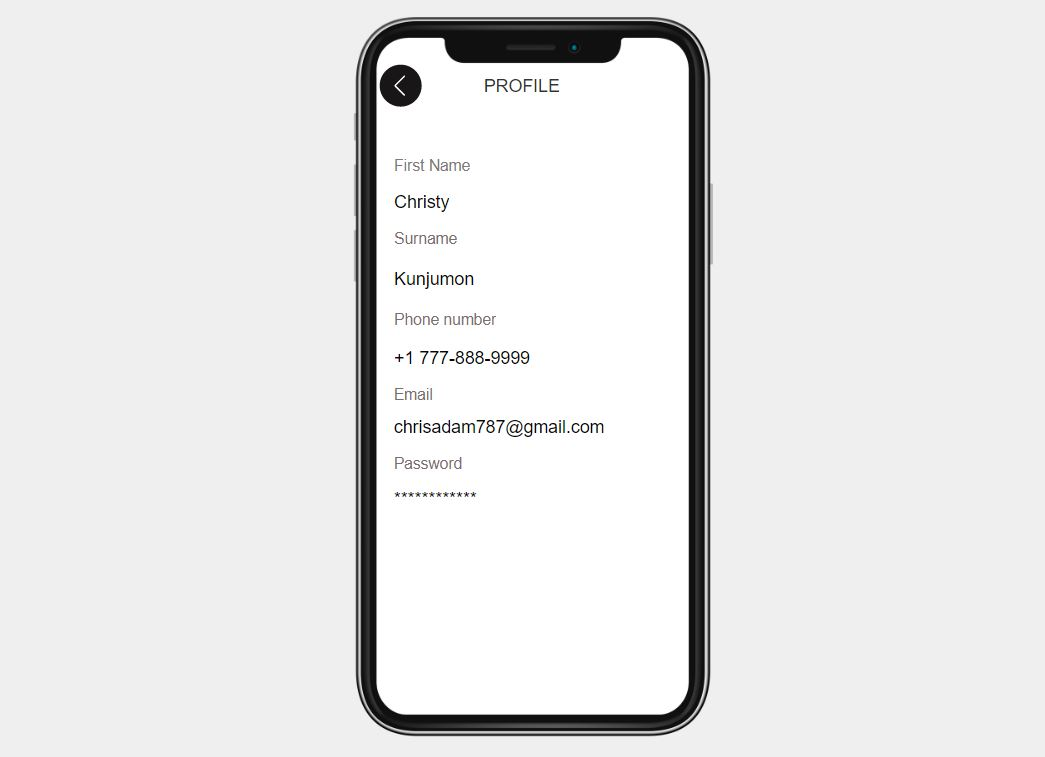 PROFILE
First Name
Christy
Surname
Kunjumon
Phone number
+1 777-888-9999
Email
chrisadam787@gmail.com
Password
************